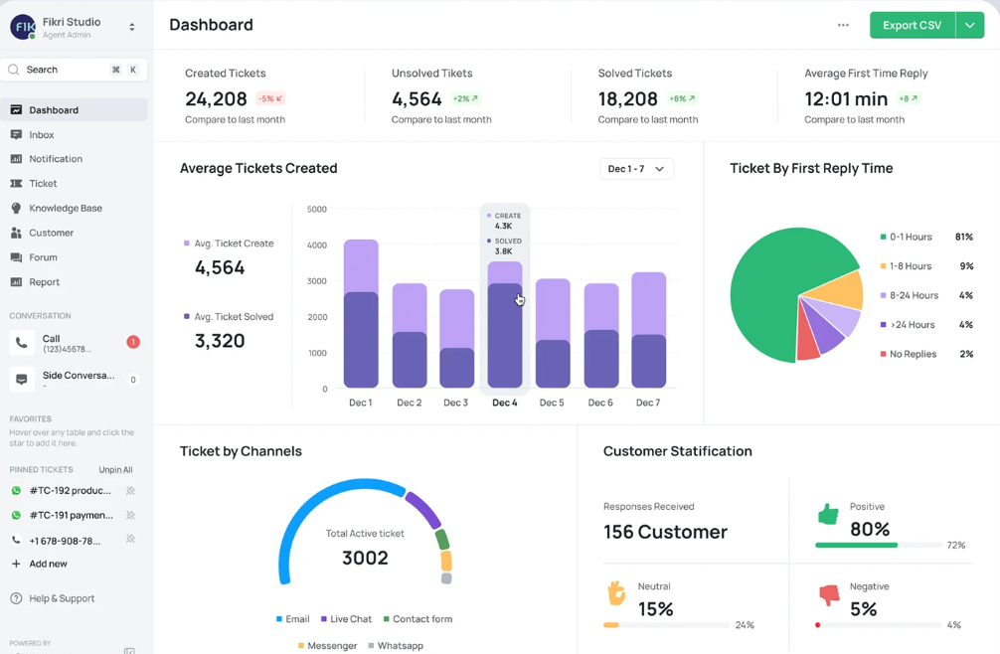 FIK
Fikri Studio
Agent Admin
Search
⌘ K
Dashboard
Inbox
Notification
Ticket
Knowledge Base
Customer
Forum
Report
CONVERSATION
Call
(123)45678...
1
Side Conversa...
-
0
FAVORITES
Hover over any table and click the
star to add it here.
PINNED TICKETS
Unpin All
#TC-192 produc...
#TC-191 paymen...
+1 678-908-78...
+ Add new
Help & Support
POWERED BY
Dashboard
...
Export CSV
Created Tickets
24,208
-5% ↙
Compare to last month
Unsolved Tikets
4,564
+2% ↗
Compare to last month
Solved Tickets
18,208
+8% ↗
Compare to last month
Average First Time Reply
12:01 min
+8 ↗
Compare to last month
Average Tickets Created
Dec 1 - 7
Avg. Ticket Create
4,564
Avg. Ticket Solved
3,320
5000
4000
3000
2000
1000
0
CREATE
4.3K
SOLVED
3.8K
Dec 1
Dec 2
Dec 3
Dec 4
Dec 5
Dec 6
Dec 7
Ticket By First Reply Time
0-1 Hours 81%
1-8 Hours 9%
8-24 Hours 4%
>24 Hours 4%
No Replies 2%
Ticket by Channels
Total Active ticket
3002
Email
Live Chat
Contact form
Messenger
Whatsapp
Customer Statification
Responses Received
156 Customer
Positive
80%
72%
Neutral
15%
24%
Negative
5%
4%